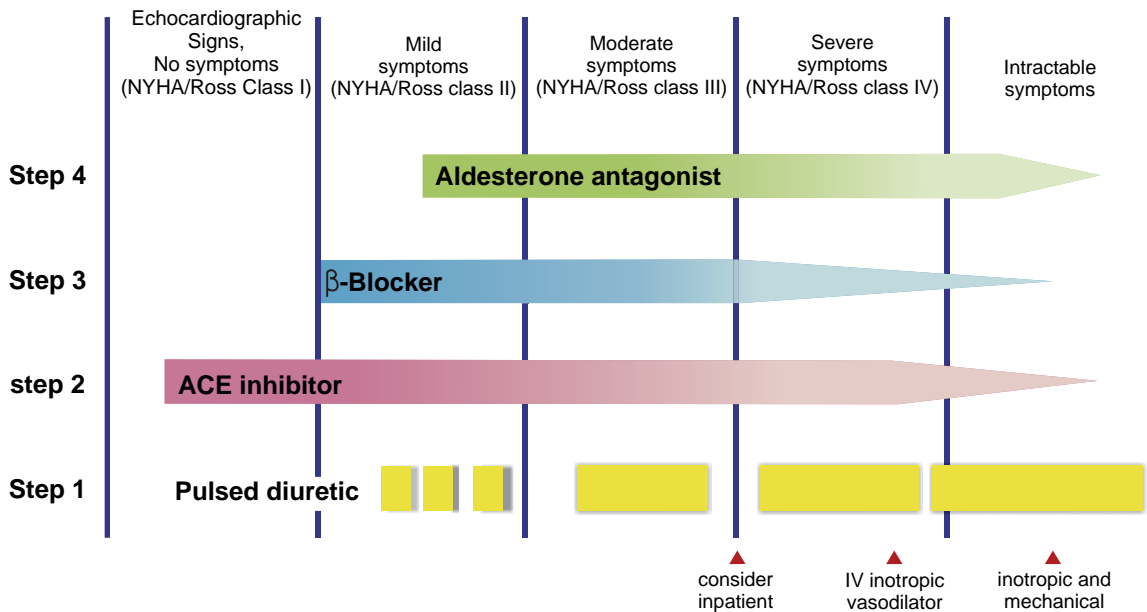 Echocardiographic
Signs,
No symptoms
(NYHA/Ross Class I)
Mild
symptoms
(NYHA/Ross class II)
Moderate
symptoms
(NYHA/Ross class III)
Severe
symptoms
(NYHA/Ross class IV)
Intractable
symptoms
Step 4
Aldesterone antagonist
Step 3
β-Blocker
step 2
ACE inhibitor
Step 1
Pulsed diuretic
consider
inpatient
IV inotropic
vasodilator
inotropic and
mechanical